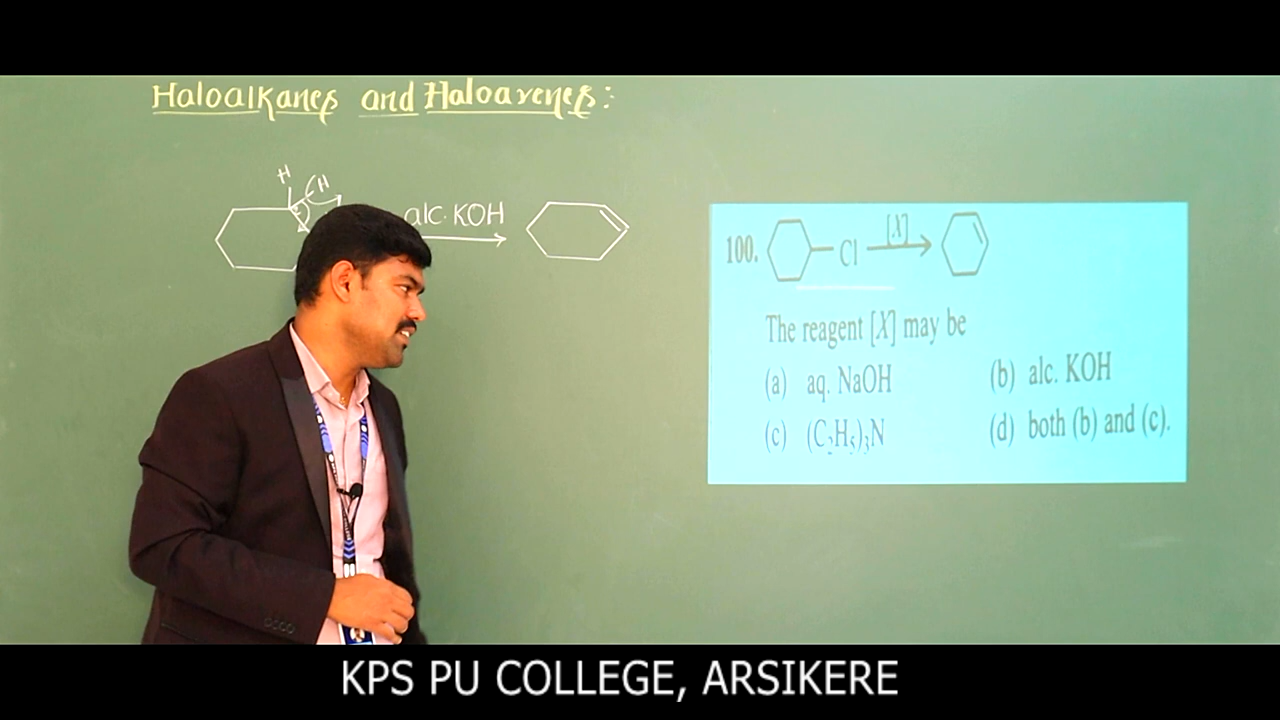 Haloalkanes and Haloarenes:
H
H
alc. KOH
100. Cl [X]
The reagent [X] may be
(a) aq. NaOH (b) alc. KOH
(c) (C₂H₅)₃N (d) both (b) and (c).
KPS PU COLLEGE, ARSIKERE